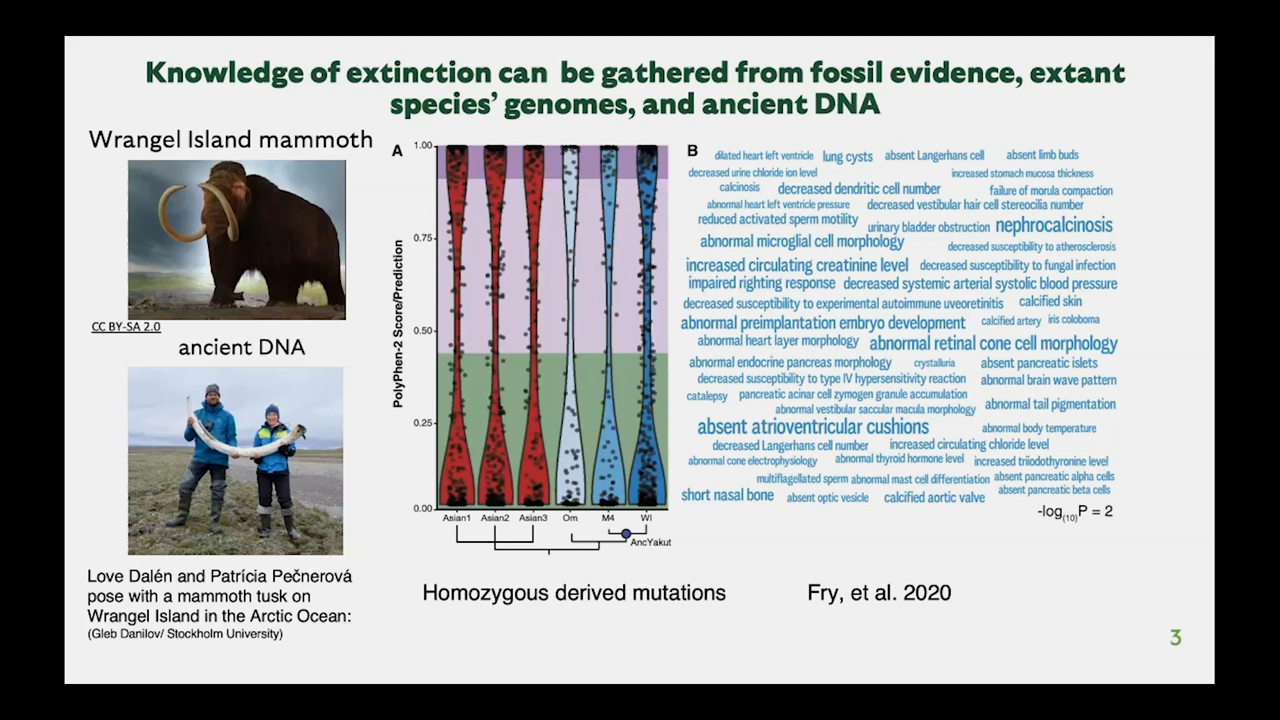 Knowledge of extinction can be gathered from fossil evidence, extant
species' genomes, and ancient DNA
Wrangel Island mammoth
CC BY-SA 2.0
ancient DNA
Love Dalén and Patrícia Pečnerová
pose with a mammoth tusk on
Wrangel Island in the Arctic Ocean:
(Gleb Danilov/ Stockholm University)
A
PolyPhen-2 Score/Prediction
1.00
0.75
0.50
0.25
0.00
Asian1 Asian2 Asian3 Om M4 WI
AncYakut
Homozygous derived mutations
B
dilated heart left ventricle lung cysts absent Langerhans cell absent limb buds
decreased urine chloride ion level increased stomach mucosa thickness
calcinosis decreased dendritic cell number failure of morula compaction
abnormal heart left ventricle pressure decreased vestibular hair cell stereocilia number
reduced activated sperm motility urinary bladder obstruction nephrocalcinosis
abnormal microglial cell morphology decreased susceptibility to atherosclerosis
increased circulating creatinine level decreased susceptibility to fungal infection
impaired righting response decreased systemic arterial systolic blood pressure
decreased susceptibility to experimental autoimmune uveoretinitis calcified skin
abnormal preimplantation embryo development calcified artery iris coloboma
abnormal heart layer morphology abnormal retinal cone cell morphology
abnormal endocrine pancreas morphology crystalluria absent pancreatic islets
decreased susceptibility to type IV hypersensitivity reaction abnormal brain wave pattern
catalepsy pancreatic acinar cell zymogen granule accumulation
abnormal vestibular saccular macula morphology abnormal tail pigmentation
absent atrioventricular cushions abnormal body temperature
decreased Langerhans cell number increased circulating chloride level
abnormal cone electrophysiology abnormal thyroid hormone level increased triiodothyronine level
multiflagellated sperm abnormal mast cell differentiation absent pancreatic alpha cells
short nasal bone absent optic vesicle calcified aortic valve absent pancreatic beta cells
-log(10)P = 2
Fry, et al. 2020
3